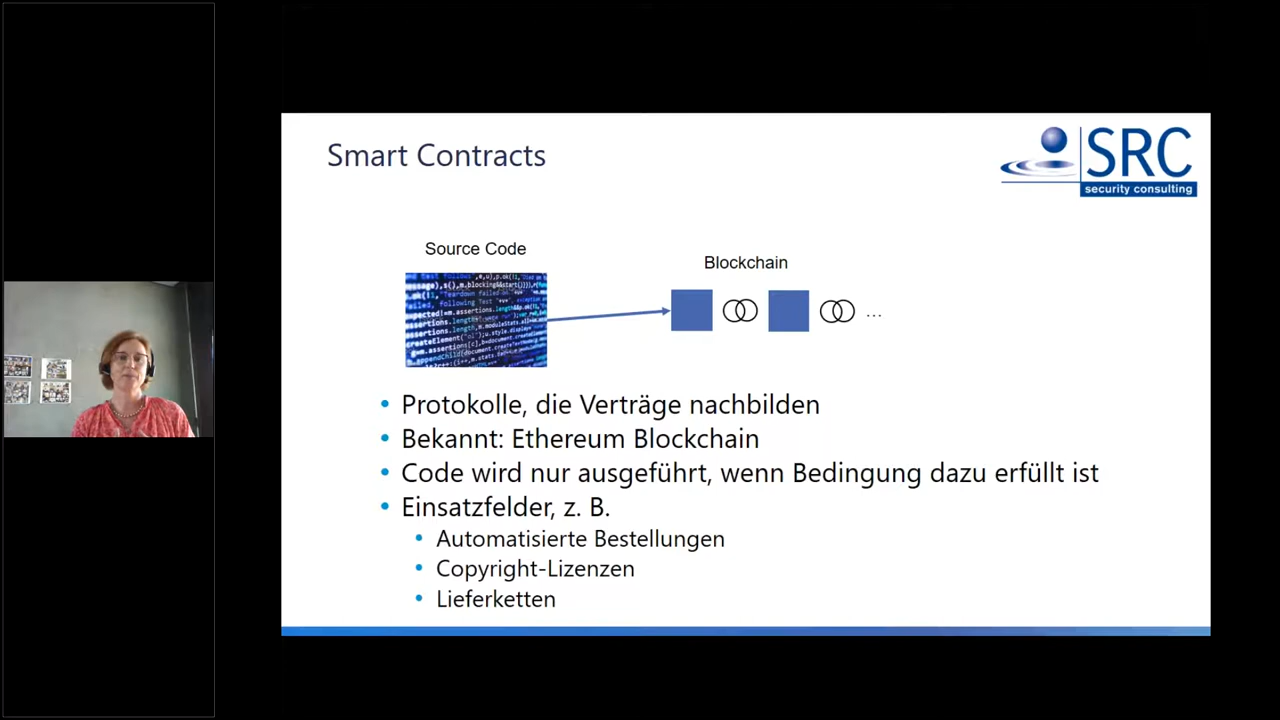 Smart Contracts
SRC
security consulting
Source Code
Blockchain
...
• Protokolle, die Verträge nachbilden
• Bekannt: Ethereum Blockchain
• Code wird nur ausgeführt, wenn Bedingung dazu erfüllt ist
• Einsatzfelder, z. B.
• Automatisierte Bestellungen
• Copyright-Lizenzen
• Lieferketten